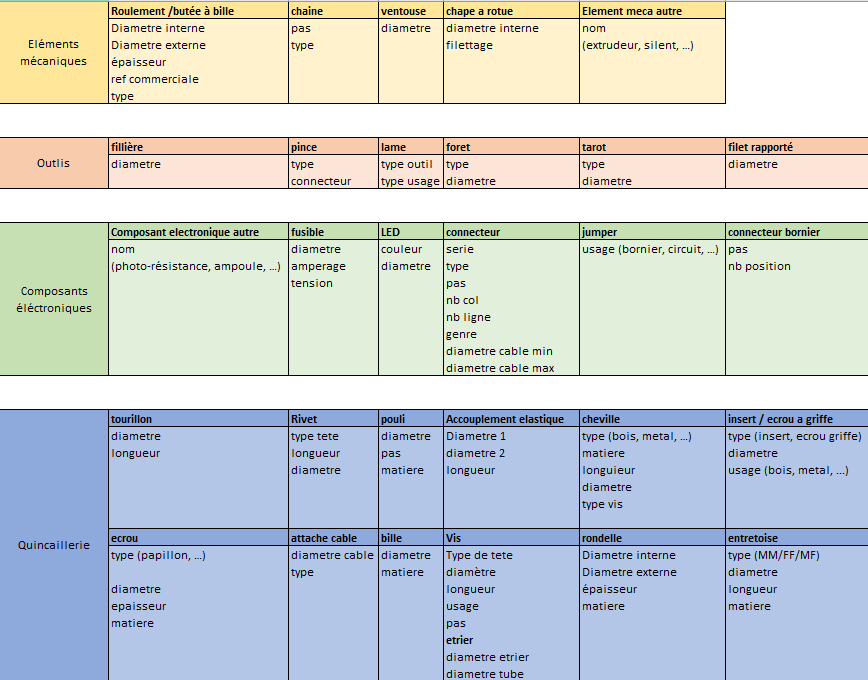 Eléments
mécaniques
Roulement /butée à bille
Diametre interne
Diametre externe
épaisseur
ref commerciale
type
chaine
pas
type
ventouse
diametre
chape a rotue
diametre interne
filettage
Element meca autre
nom
(extrudeur, silent, …)
Outlis
fillière
diametre
pince
type
connecteur
lame
type outil
type usage
foret
type
diametre
tarot
type
diametre
filet rapporté
diametre
Composants
éléctroniques
Composant electronique autre
nom
(photo-résistance, ampoule, …)
fusible
diametre
amperage
tension
LED
couleur
diametre
connecteur
serie
type
pas
nb col
nb ligne
genre
diametre cable min
diametre cable max
jumper
usage (bornier, circuit, …)
connecteur bornier
pas
nb position
Quincaillerie
tourillon
diametre
longueur
Rivet
type tete
longueur
diametre
pouli
diametre
pas
matiere
Accouplement elastique
Diametre 1
diametre 2
longueur
cheville
type (bois, metal, …)
matiere
longuieur
diametre
type vis
insert / ecrou a griffe
type (insert, ecrou griffe)
diametre
usage (bois, metal, …)
ecrou
type (papillon, …)
diametre
epaisseur
matiere
attache cable
diametre cable
type
bille
diametre
matiere
Vis
Type de tete
diamètre
longueur
usage
pas
etrier
diametre etrier
diametre tube
rondelle
Diametre interne
Diametre externe
épaisseur
matiere
entretoise
type (MM/FF/MF)
diametre
longueur
matiere